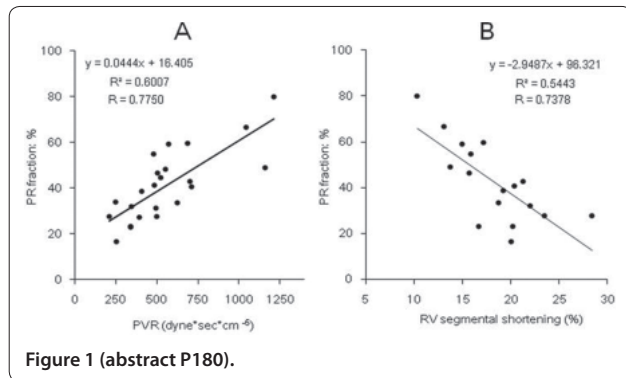 A
y = 0.0444x + 16.405
R² = 0.6007
R = 0.7750
PR fraction: %
100
80
60
40
20
0
0 250 500 750 1000 1250
PVR (dyne*sec*cm -6)
B
y = -2.9487x + 96.321
R² = 0.5443
R = 0.7378
PR fraction: %
100
80
60
40
20
0
5 10 15 20 25 30
RV segmental shortening (%)
Figure 1 (abstract P180).